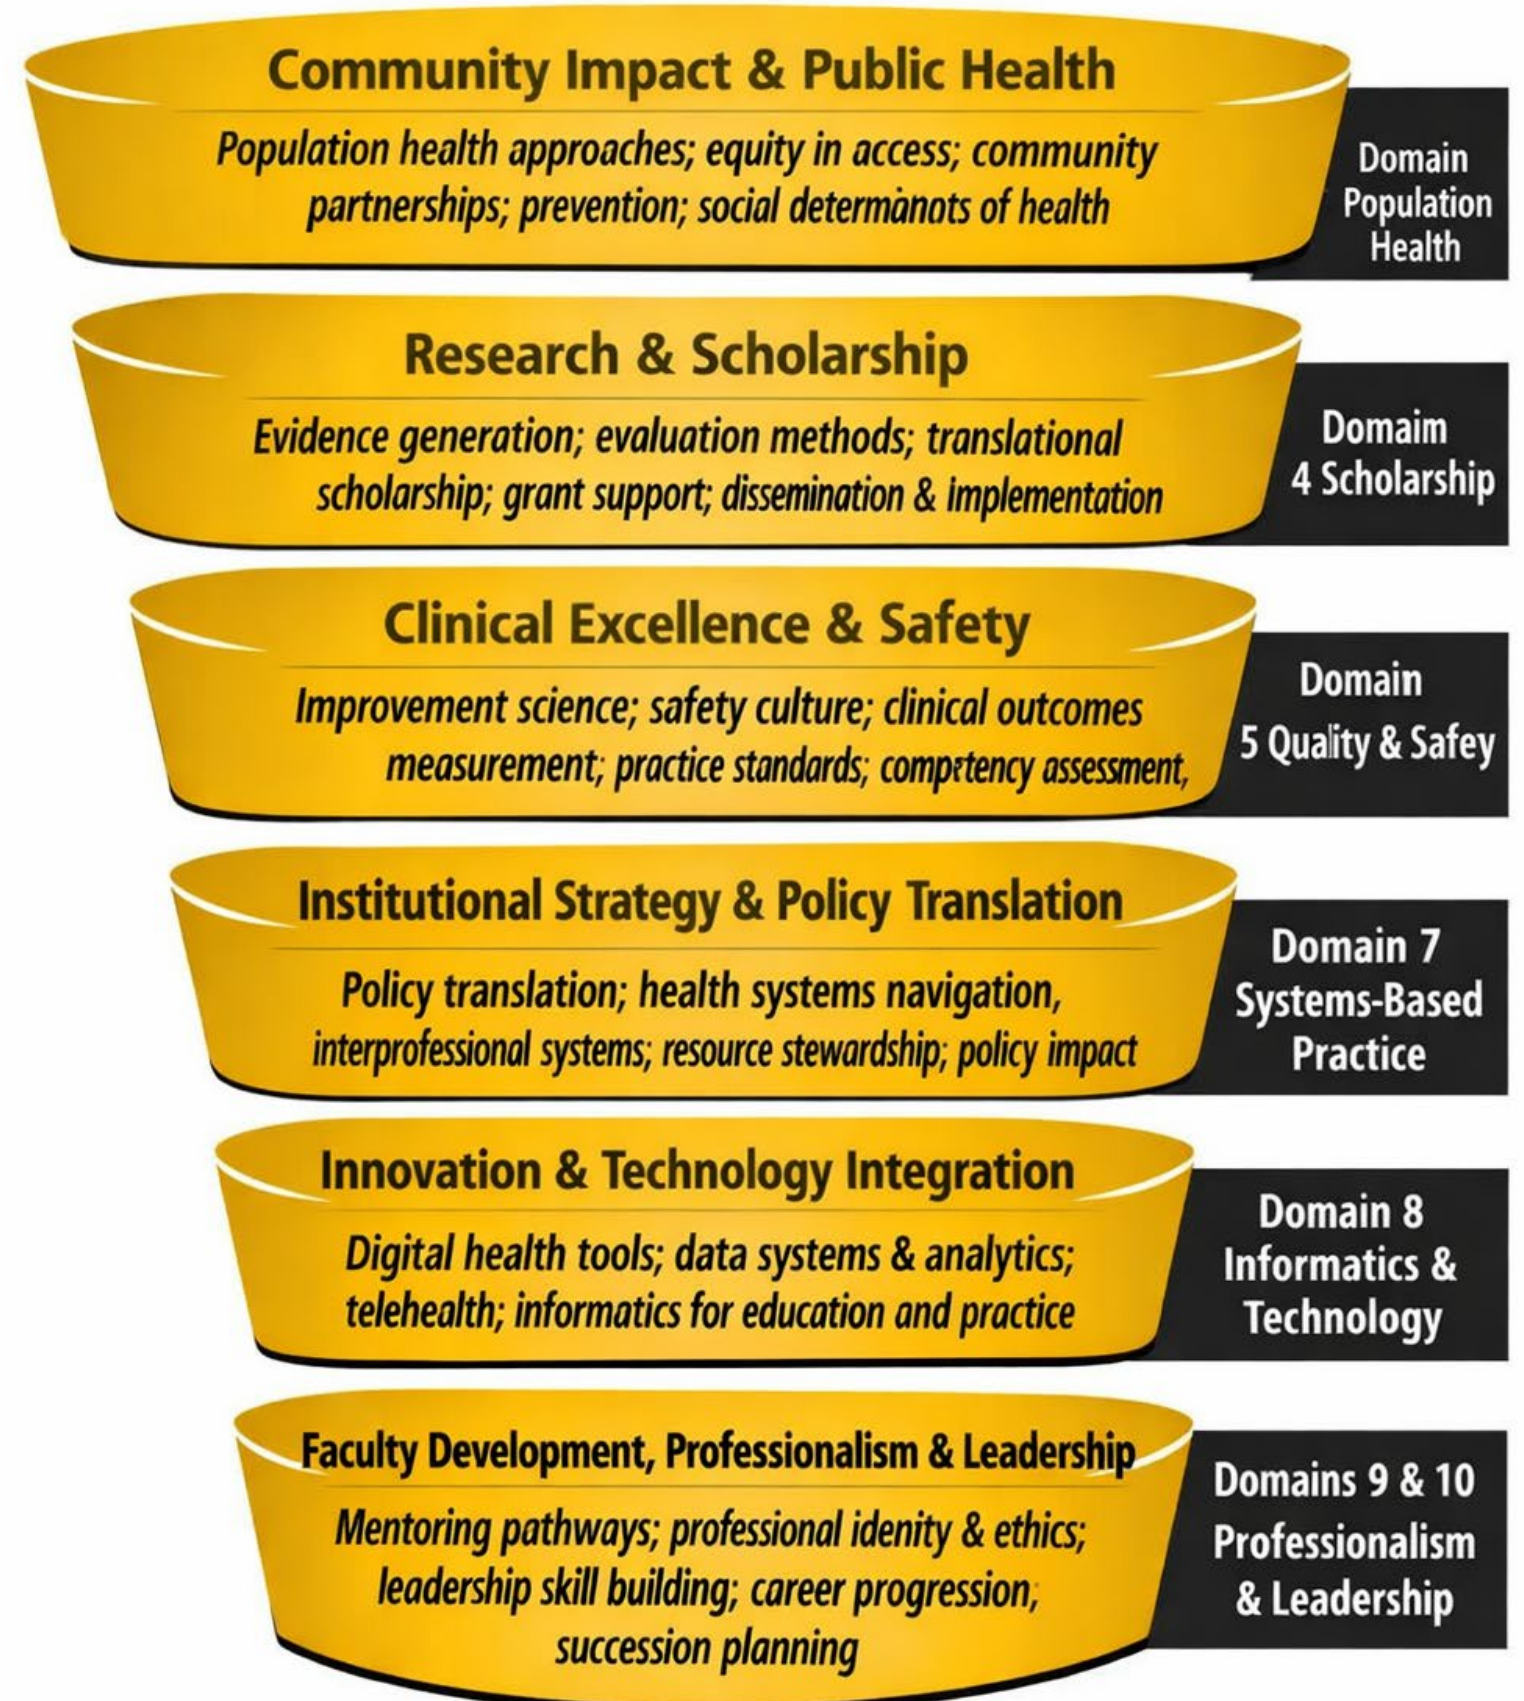 Community Impact & Public Health
Population health approaches; equity in access; community
partnerships; prevention; social determånots of health
Domain
Population
Health
Research & Scholarship
Evidence generation; evaluation methods; translational
scholarship; grant support; dissemination & implementation
Domaim
4 Scholarship
Clinical Excellence & Safety
Improvement science; safety culture; clinical outcomes
measurement; practice standards; competency assessment,
Domain
5 Quality & Safey
Institutional Strategy & Policy Translation
Policy translation; health systems navigation,
interprofessional systems; resource stewardship; policy impact
Domain 7
Systems-Based
Practice
Innovation & Technology Integration
Digital health tools; data systems & analytics;
telehealth; informatics for education and practice
Domain 8
Informatics &
Technology
Faculty Development, Professionalism & Leadership
Mentoring pathways; professional idenity & ethics;
leadership skill building; career progression;
succession planning
Domains 9 & 10
Professionalism
& Leadership